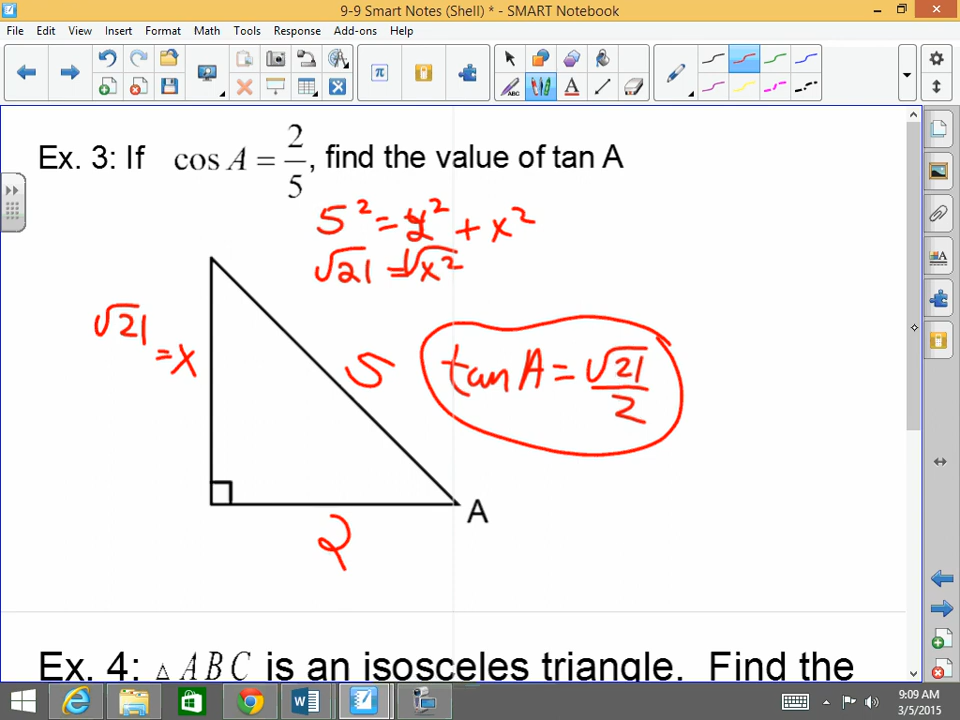 9-9 Smart Notes (Shell) * - SMART Notebook
File Edit View Insert Format Math Tools Response Add-ons Help
Ex. 3: If cos A = 2/5, find the value of tan A
5² = 2² + x²
√21 = √x²
√21
= x
5
tan A = √21/2
A
2
Ex. 4: △ABC is an isosceles triangle. Find the
9:09 AM
3/5/2015